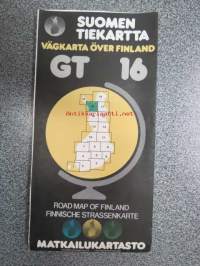 SUOMEN
TIEKARTTA
VÄGKARTA ÖVER FINLAND
GT 16
ROAD MAP OF FINLAND
FINNISCHE STRASSENKARTE
MATKAILUKARTASTO